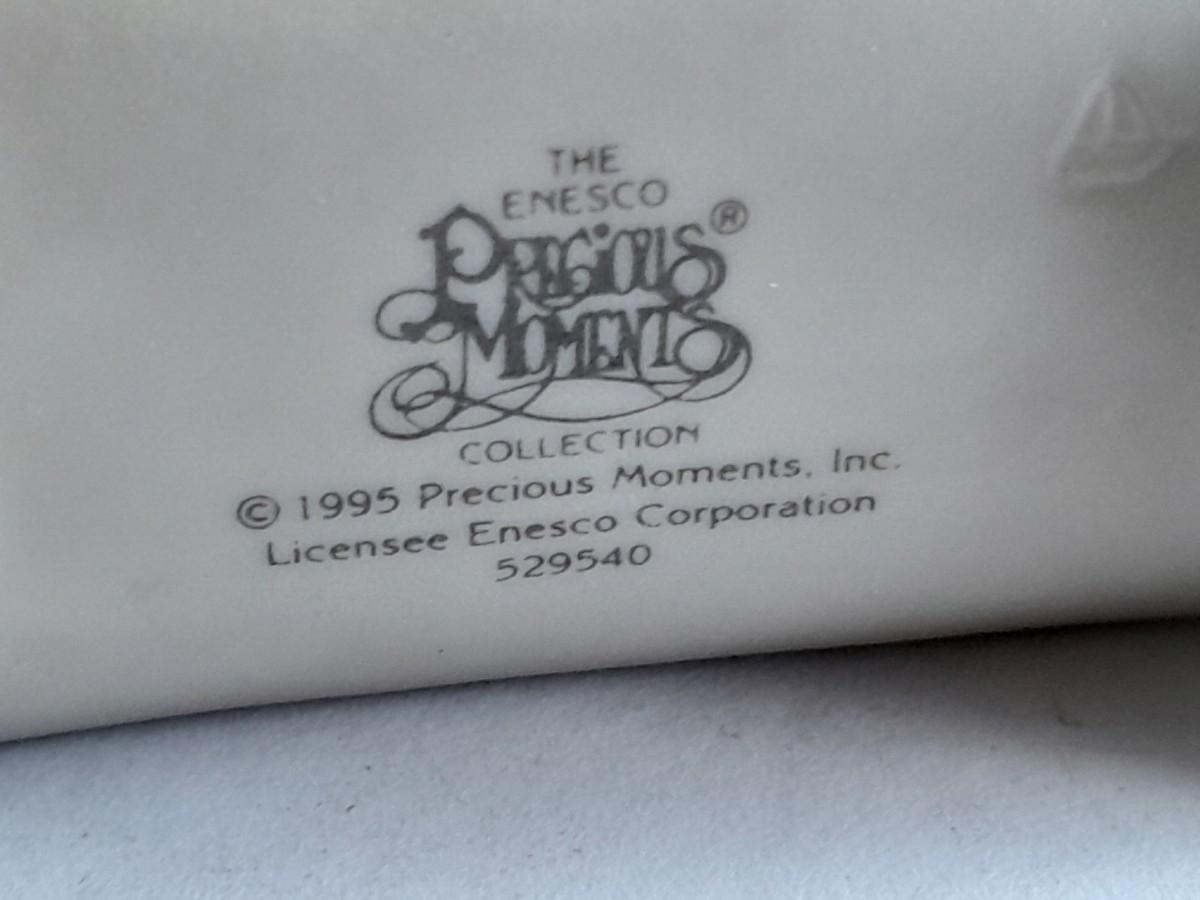 THE
ENESCO
PRECIOUS®
MOMENTS
COLLECTION
© 1995 Precious Moments, Inc.
Licensee Enesco Corporation
529540